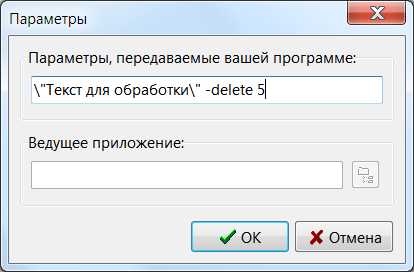 Параметры
Параметры, передаваемые вашей программе:
\"Текст для обработки\" -delete 5
Ведущее приложение:
OK
Отмена